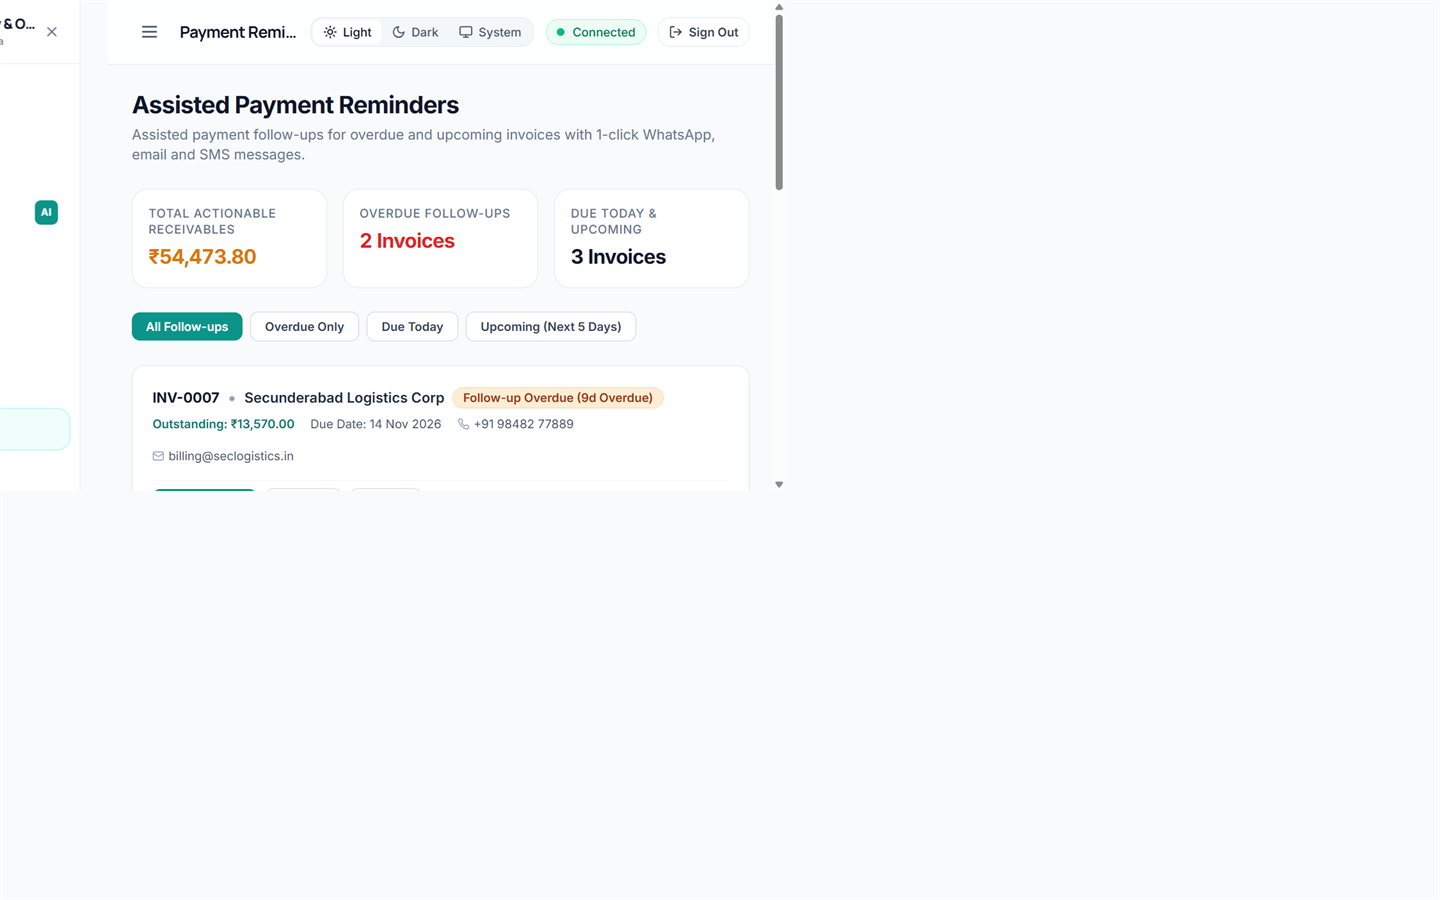 & O...
a
AI
Payment Remi...
Light
Dark
System
Connected
Sign Out
Assisted Payment Reminders
Assisted payment follow-ups for overdue and upcoming invoices with 1-click WhatsApp,
email and SMS messages.
TOTAL ACTIONABLE
RECEIVABLES
₹54,473.80
OVERDUE FOLLOW-UPS
2 Invoices
DUE TODAY &
UPCOMING
3 Invoices
All Follow-ups
Overdue Only
Due Today
Upcoming (Next 5 Days)
INV-0007 • Secunderabad Logistics Corp Follow-up Overdue (9d Overdue)
Outstanding: ₹13,570.00 Due Date: 14 Nov 2026 +91 98482 77889
billing@seclogistics.in